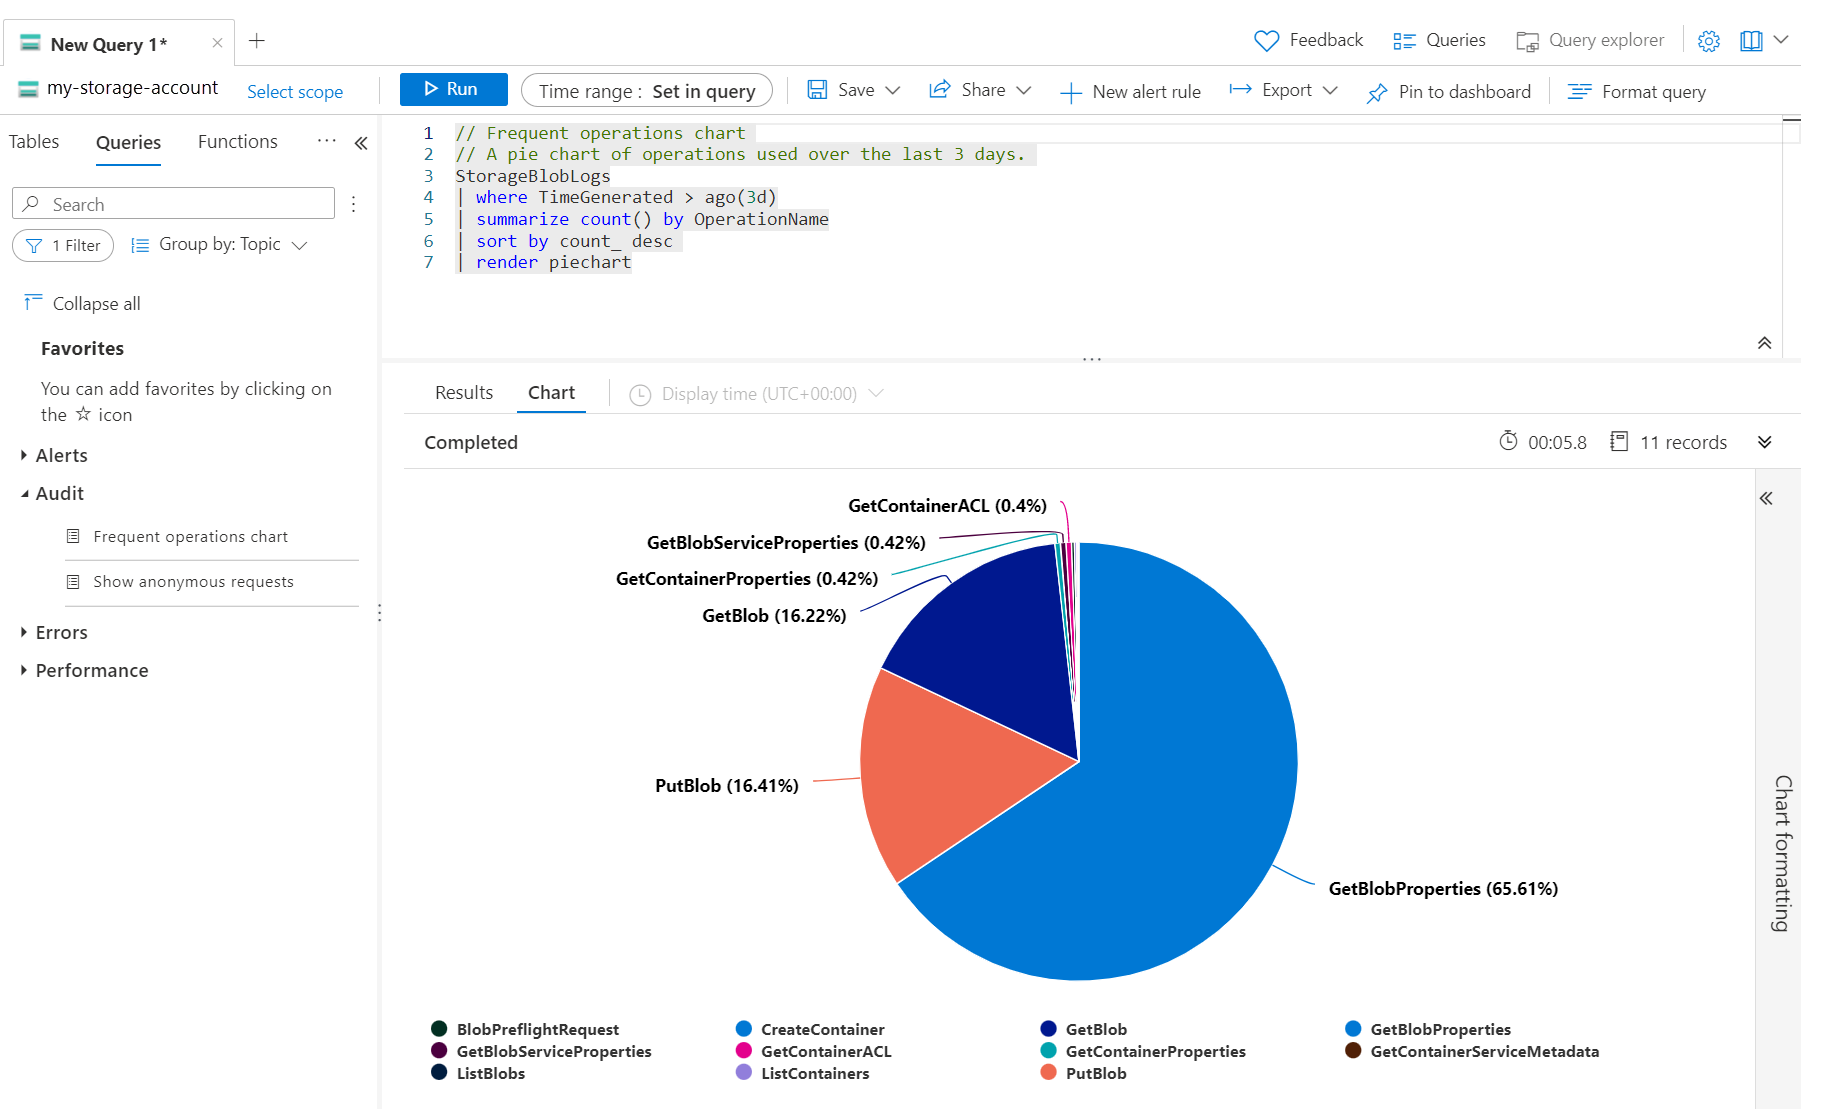 New Query 1*
Feedback
Queries
Query explorer
my-storage-account
Select scope
Run
Time range : Set in query
Save
Share
New alert rule
Export
Pin to dashboard
Format query
Tables
Queries
Functions
Search
1 Filter
Group by: Topic
Collapse all
Favorites
You can add favorites by clicking on
the ☆ icon
Alerts
Audit
Frequent operations chart
Show anonymous requests
Errors
Performance
1 // Frequent operations chart
2 // A pie chart of operations used over the last 3 days.
3 StorageBlobLogs
4 | where TimeGenerated > ago(3d)
5 | summarize count() by OperationName
6 | sort by count_ desc
7 | render piechart
Results
Chart
Display time (UTC+00:00)
Completed
00:05.8
11 records
GetContainerACL (0.4%)
GetBlobServiceProperties (0.42%)
GetContainerProperties (0.42%)
GetBlob (16.22%)
PutBlob (16.41%)
GetBlobProperties (65.61%)
Chart formatting
BlobPreflightRequest
CreateContainer
GetBlob
GetBlobProperties
GetBlobServiceProperties
GetContainerACL
GetContainerProperties
GetContainerServiceMetadata
ListBlobs
ListContainers
PutBlob